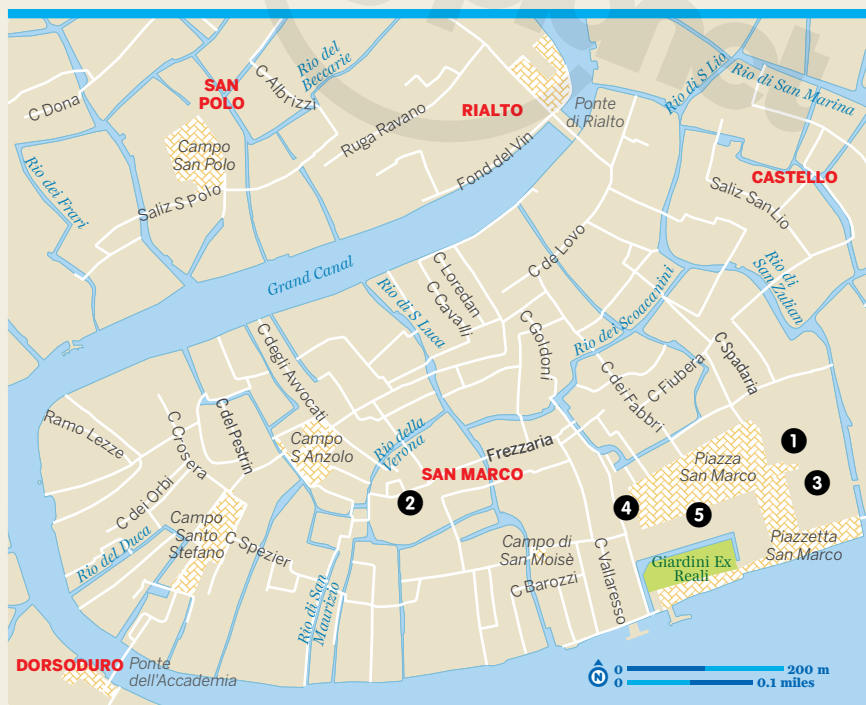 Rio del
Beccarie
C Albrizzi
SAN
POLO
C Dona
Campo
San Polo
Ruga Ravano
RIALTO
Ponte
di Rialto
Rio di S Lio
Rio di San Marina
Fond del Vin
CASTELLO
Saliz San Lio
Rio dei Frari
Saliz S Polo
Grand Canal
C de Lovo
Rio di
San Zulian
C Loredan
C Cavalli
Rio di S Luca
Rio dei Scoacanini
C Goldoni
C degli Avvocati
C dei Fabbri
C Fiubera
C Spadaria
Ramo Lezze
C Crosera
C del Pestrin
Campo
S Anzolo
Rio della
Verona
Frezzaria
SAN MARCO
1
Piazza
San Marco
3
2
4
5
C dei Orbi
Campo
Santo
Stefano
C Spezier
Rio del Duca
Campo di
San Moisè
C Barozzi
C Vallaresso
Piazzetta
San Marco
Giardini Ex
Reali
Rio di San
Maurizio
DORSODURO
Ponte
dell'Accademia
N
0 200 m
0 0.1 miles